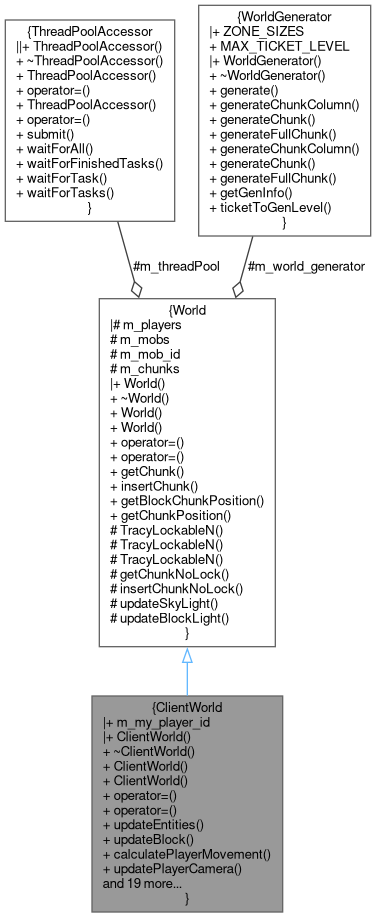 {ThreadPoolAccessor
||+ ThreadPoolAccessor()
+ ~ThreadPoolAccessor()
+ ThreadPoolAccessor()
+ operator=()
+ ThreadPoolAccessor()
+ operator=()
+ submit()
+ waitForAll()
+ waitForFinishedTasks()
+ waitForTask()
+ waitForTasks()
}
{WorldGenerator
|+ ZONE_SIZES
+ MAX_TICKET_LEVEL
|+ WorldGenerator()
+ ~WorldGenerator()
+ generate()
+ generateChunkColumn()
+ generateChunk()
+ generateFullChunk()
+ generateChunkColumn()
+ generateChunk()
+ generateFullChunk()
+ getGenInfo()
+ ticketToGenLevel()
}
#m_threadPool
#m_world_generator
{World
|# m_players
# m_mobs
# m_mob_id
# m_chunks
|+ World()
+ ~World()
+ World()
+ World()
+ operator=()
+ operator=()
+ getChunk()
+ insertChunk()
+ getBlockChunkPosition()
+ getChunkPosition()
# TracyLockableN()
# TracyLockableN()
# TracyLockableN()
# getChunkNoLock()
# insertChunkNoLock()
# updateSkyLight()
# updateBlockLight()
}
{ClientWorld
|+ m_my_player_id
|+ ClientWorld()
+ ~ClientWorld()
+ ClientWorld()
+ ClientWorld()
+ operator=()
+ operator=()
+ updateEntities()
+ updateBlock()
+ calculatePlayerMovement()
+ updatePlayerCamera()
and 19 more...
}